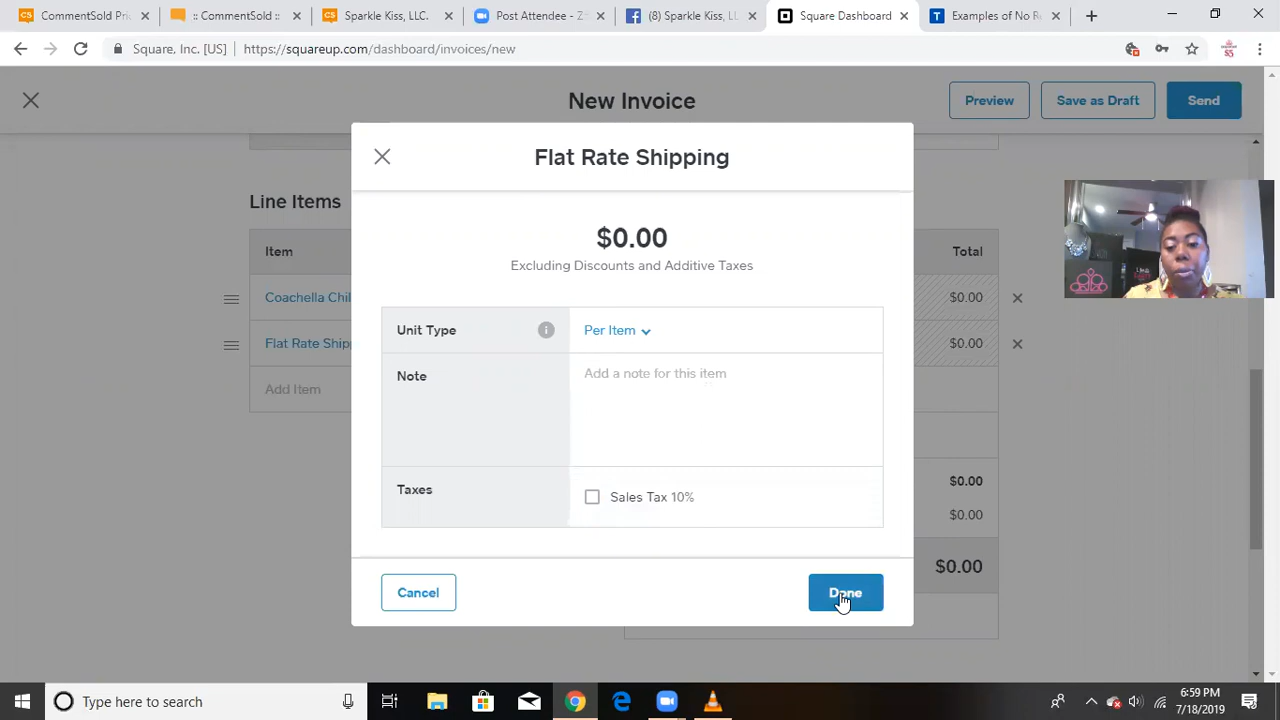 CommentSold Pri
:: CommentSold ::
Sparkle Kiss, LLC.
Post Attendee - Z
(8) Sparkle Kiss, LL
Square Dashboard
Examples of No Re
Square, Inc. [US] | https://squareup.com/dashboard/invoices/new
New Invoice
Preview
Save as Draft
Send
Flat Rate Shipping
Line Items
$0.00
Item
Total
Excluding Discounts and Additive Taxes
Coachella Chil
$0.00
Unit Type
Per Item
Flat Rate Shipp
$0.00
Note
Add a note for this item
Add Item
$0.00
Taxes
Sales Tax 10%
$0.00
$0.00
Cancel
Done
Type here to search
6:59 PM
7/18/2019